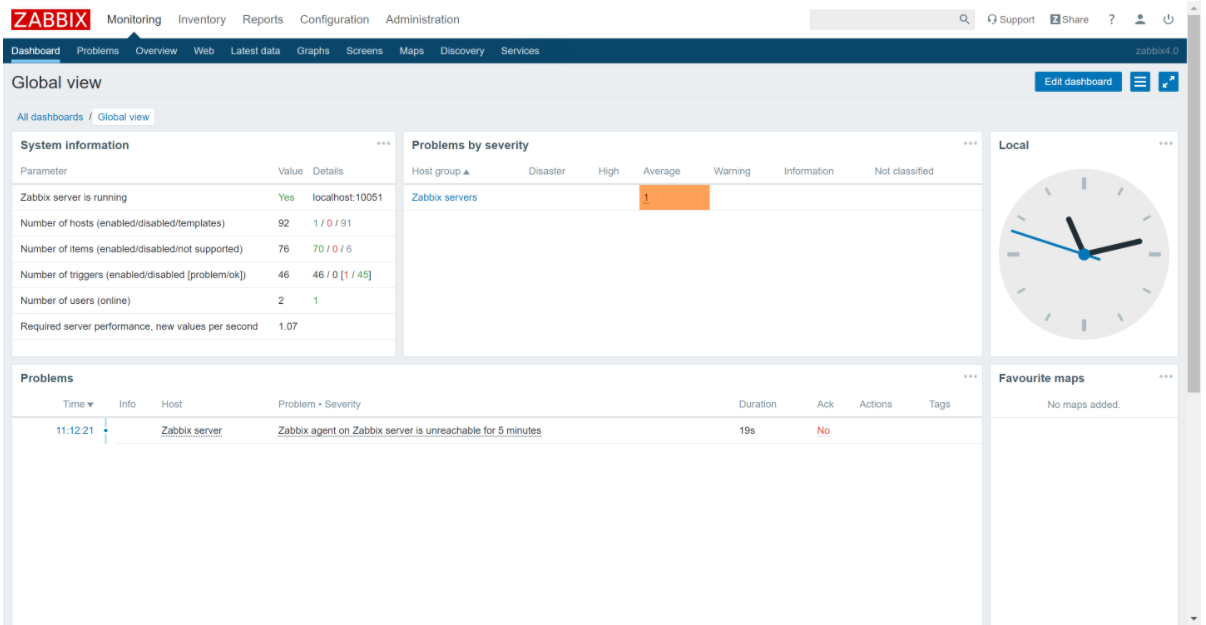 ZABBIX Monitoring Inventory Reports Configuration Administration Support Z Share ?
Dashboard Problems Overview Web Latest data Graphs Screens Maps Discovery Services zabbix4.0
Global view Edit dashboard
All dashboards / Global view
System information
Parameter Value Details
Zabbix server is running Yes localhost:10051
Number of hosts (enabled/disabled/templates) 92 1 / 0 / 91
Number of items (enabled/disabled/not supported) 76 70 / 0 / 6
Number of triggers (enabled/disabled [problem/ok]) 46 46 / 0 [1 / 45]
Number of users (online) 2 1
Required server performance, new values per second 1.07
Problems by severity
Host group ▲ Disaster High Average Warning Information Not classified
Zabbix servers 1
Local
Problems
Time ▼ Info Host Problem • Severity Duration Ack Actions Tags
11:12:21 Zabbix server Zabbix agent on Zabbix server is unreachable for 5 minutes 19s No
Favourite maps
No maps added.